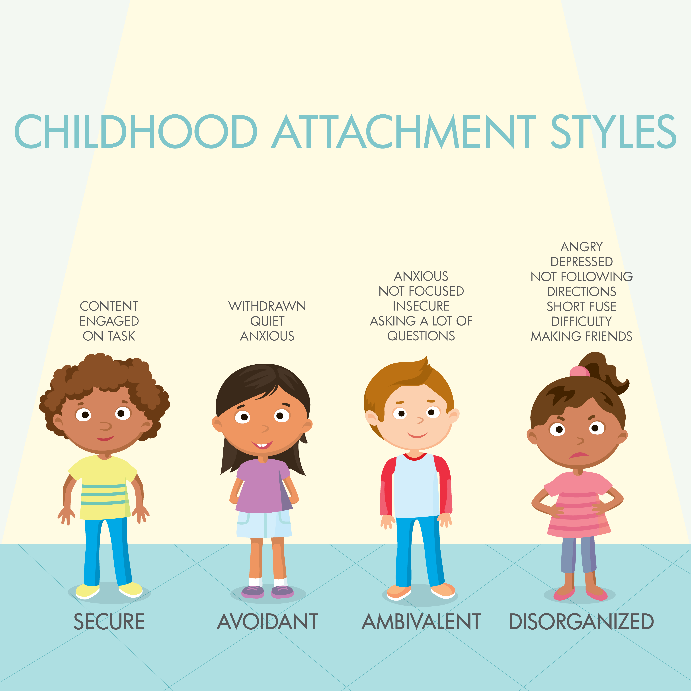 CHILDHOOD ATTACHMENT STYLES
CONTENT
ENGAGED
ON TASK
WITHDRAWN
QUIET
ANXIOUS
ANXIOUS
NOT FOCUSED
INSECURE
ASKING A LOT OF
QUESTIONS
ANGRY
DEPRESSED
NOT FOLLOWING
DIRECTIONS
SHORT FUSE
DIFFICULTY
MAKING FRIENDS
SECURE
AVOIDANT
AMBIVALENT
DISORGANIZED